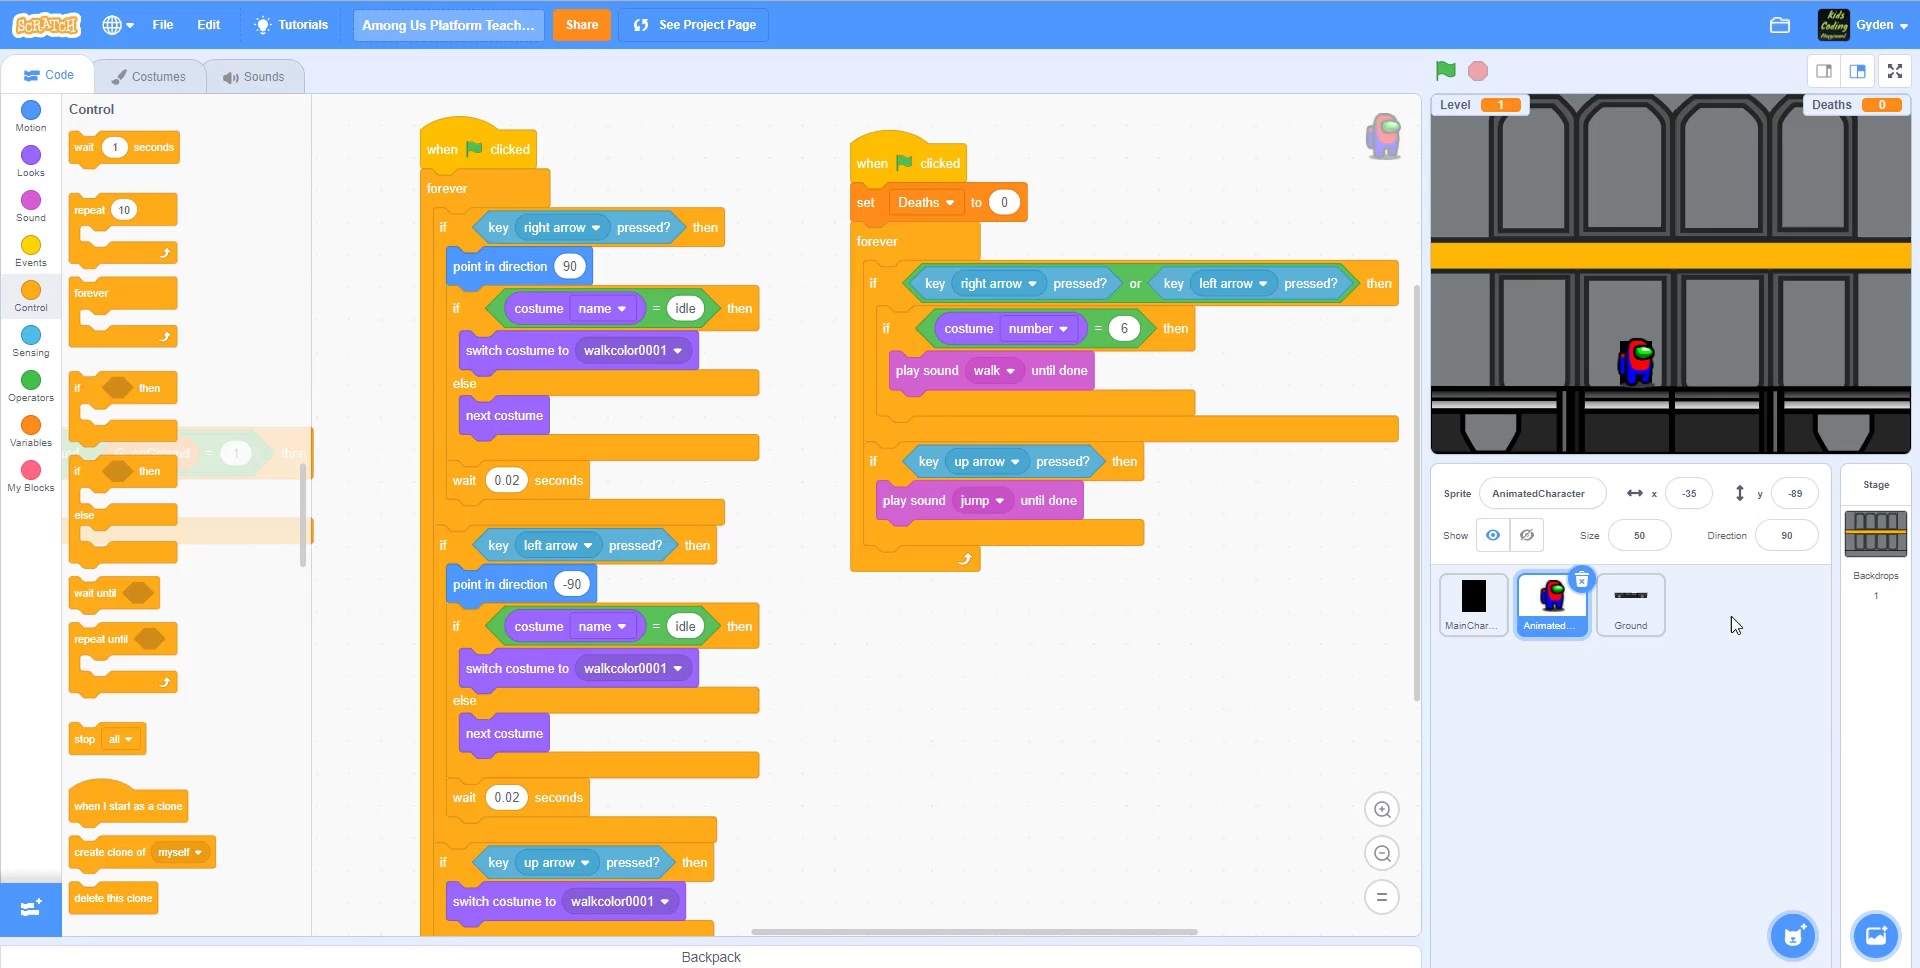 SCRATCH File Edit Tutorials Among Us Platform Teach... Share See Project Page Kids Coding Playground Gyden
Code Costumes Sounds
Motion
Looks
Sound
Events
Control
Sensing
Operators
Variables
My Blocks
Control
wait 1 seconds
repeat 10
forever
if then
if then
else
wait until
repeat until
stop all
when I start as a clone
create clone of myself
delete this clone
= 1 then
when clicked
forever
if key right arrow pressed? then
point in direction 90
if costume name = idle then
switch costume to walkcolor0001
else
next costume
wait 0.02 seconds
if key left arrow pressed? then
point in direction -90
if costume name = idle then
switch costume to walkcolor0001
else
next costume
wait 0.02 seconds
if key up arrow pressed? then
switch costume to walkcolor0001
when clicked
set Deaths to 0
forever
if key right arrow pressed? or key left arrow pressed? then
if costume number = 6 then
play sound walk until done
if key up arrow pressed? then
play sound jump until done
Level 1
Deaths 0
Sprite AnimatedCharacter x -35 y -89
Show Size 50 Direction 90
MainChar...
Animated...
Ground
Stage
Backdrops
1
Backpack